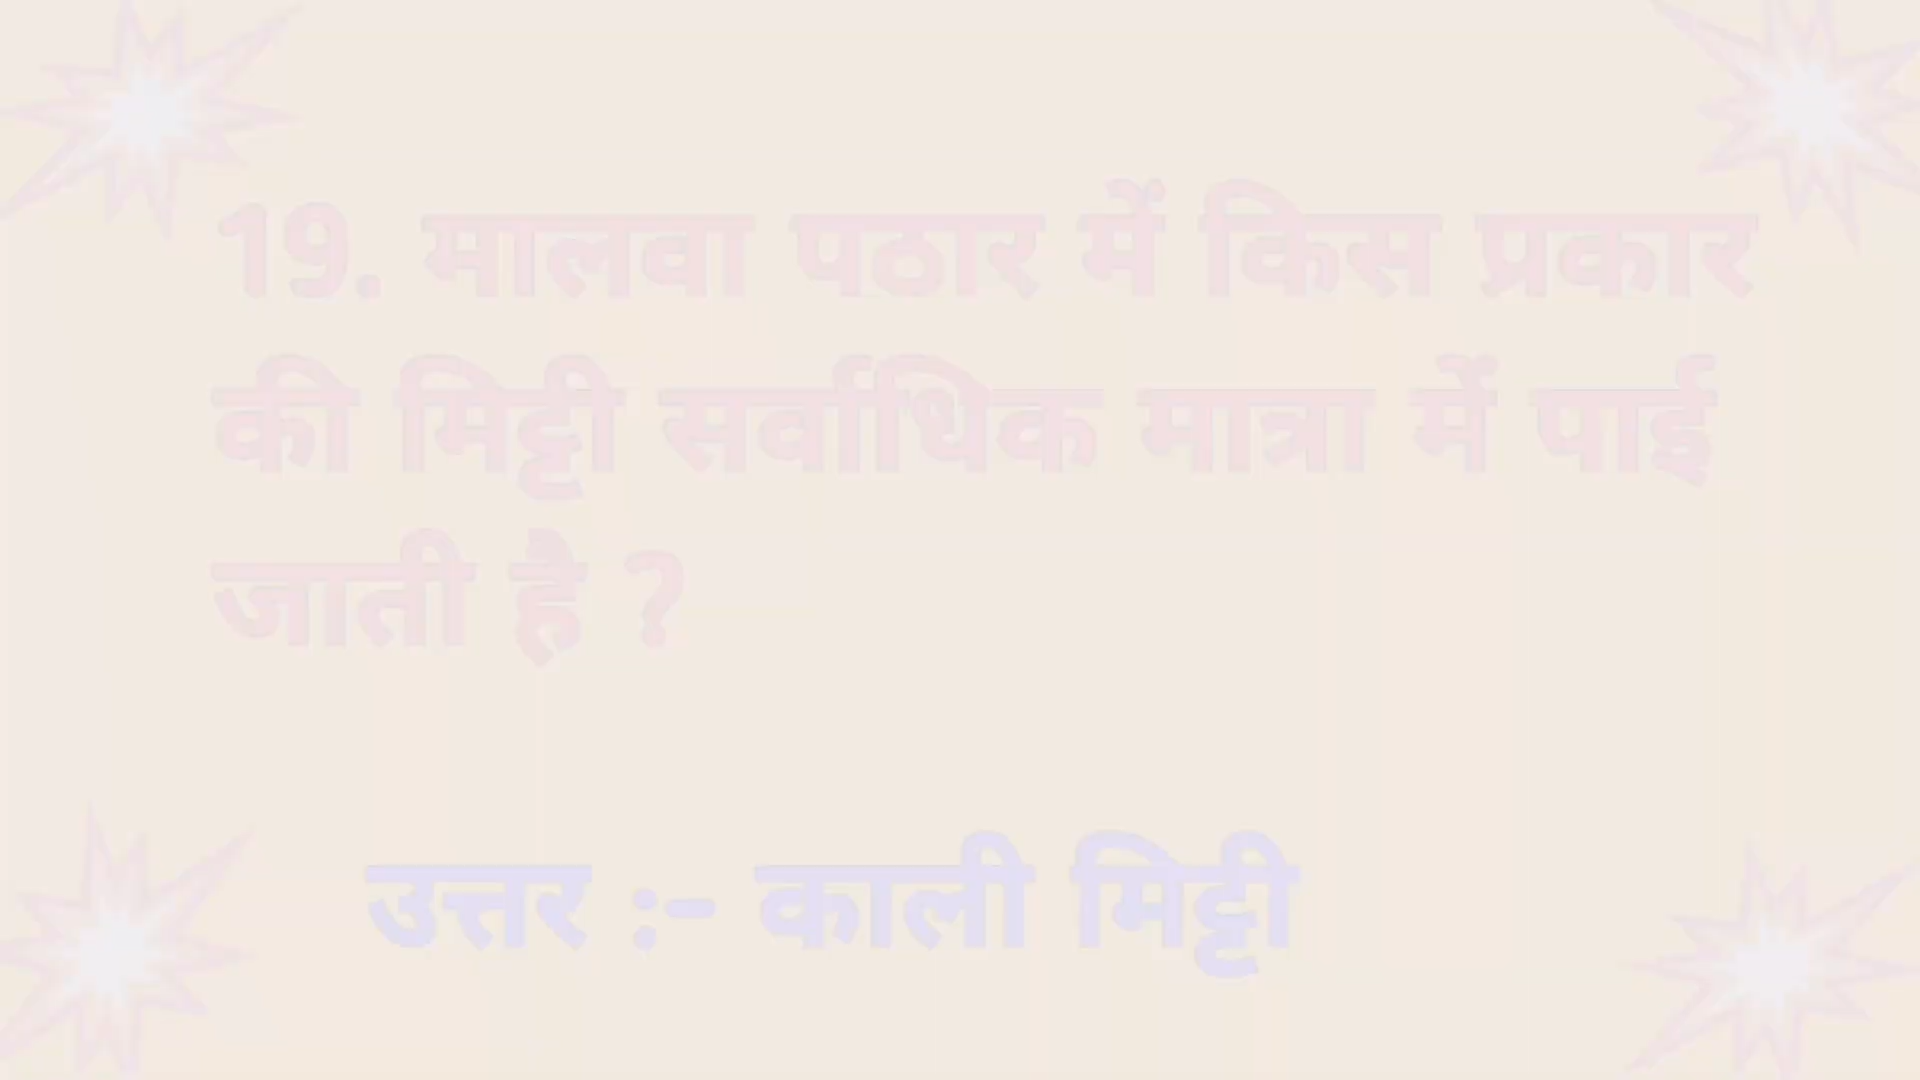 19. मालवा पठार में किस प्रकार
की मिट्टी सर्वाधिक मात्रा में पाई
जाती है ?
उत्तर :- काली मिट्टी